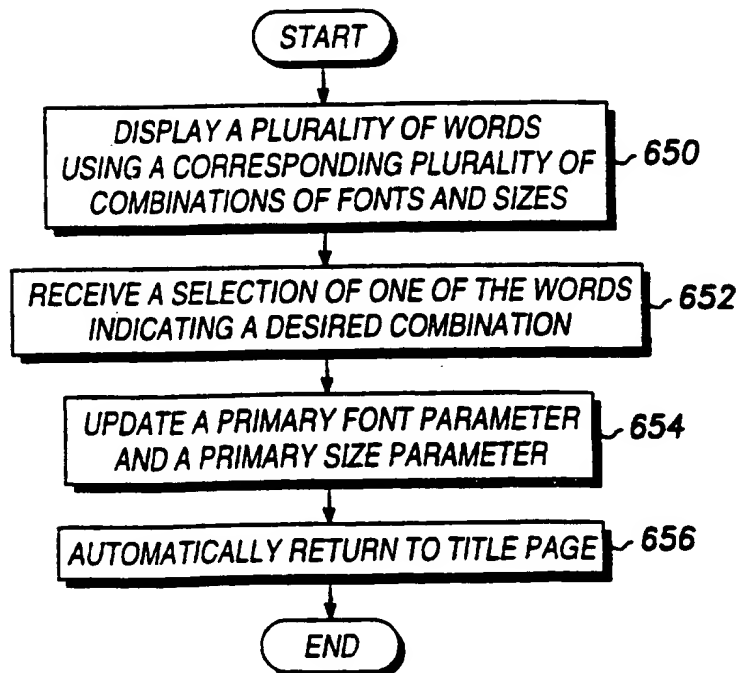 START
DISPLAY A PLURALITY OF WORDS
USING A CORRESPONDING PLURALITY OF
COMBINATIONS OF FONTS AND SIZES
650
RECEIVE A SELECTION OF ONE OF THE WORDS
INDICATING A DESIRED COMBINATION
652
UPDATE A PRIMARY FONT PARAMETER
AND A PRIMARY SIZE PARAMETER
654
AUTOMATICALLY RETURN TO TITLE PAGE
656
END